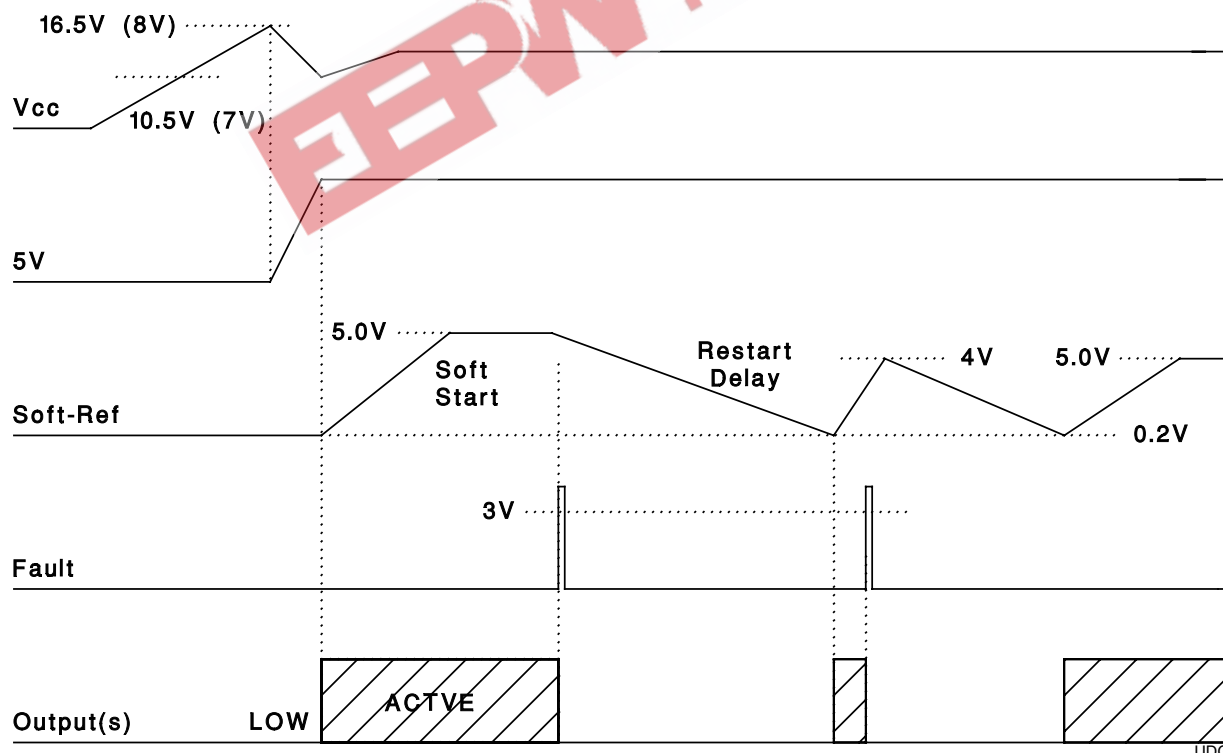 16.5V (8V)
Vcc
10.5V (7V)
5V
5.0V
Soft
Start
Restart
Delay
4V
5.0V
Soft-Ref
0.2V
3V
Fault
ACTVE
Output(s)
LOW
EEPW